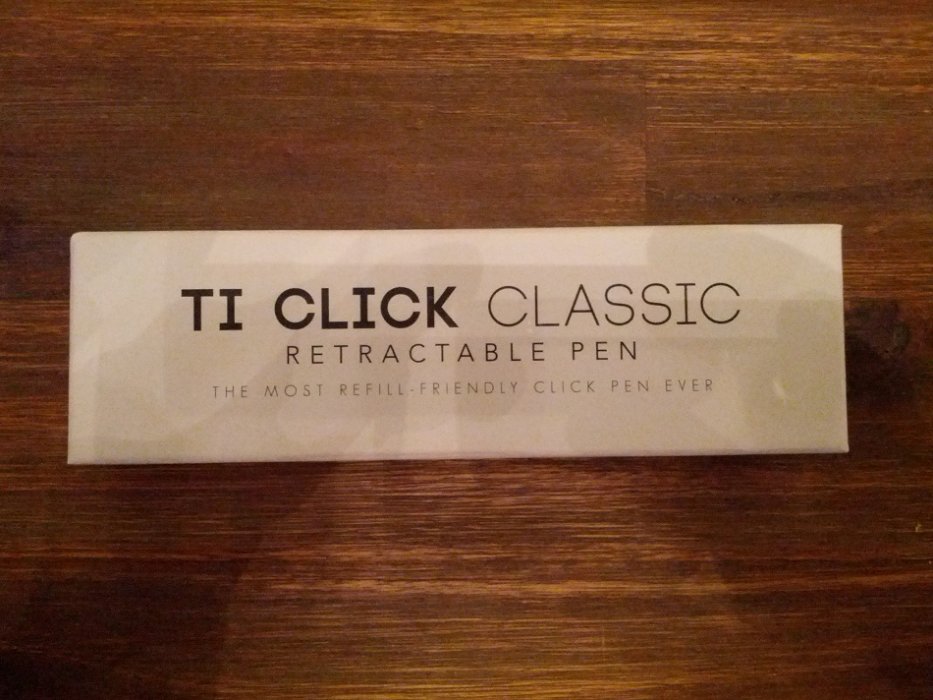 TI CLICK CLASSIC
RETRACTABLE PEN
THE MOST REFILL-FRIENDLY CLICK PEN EVER